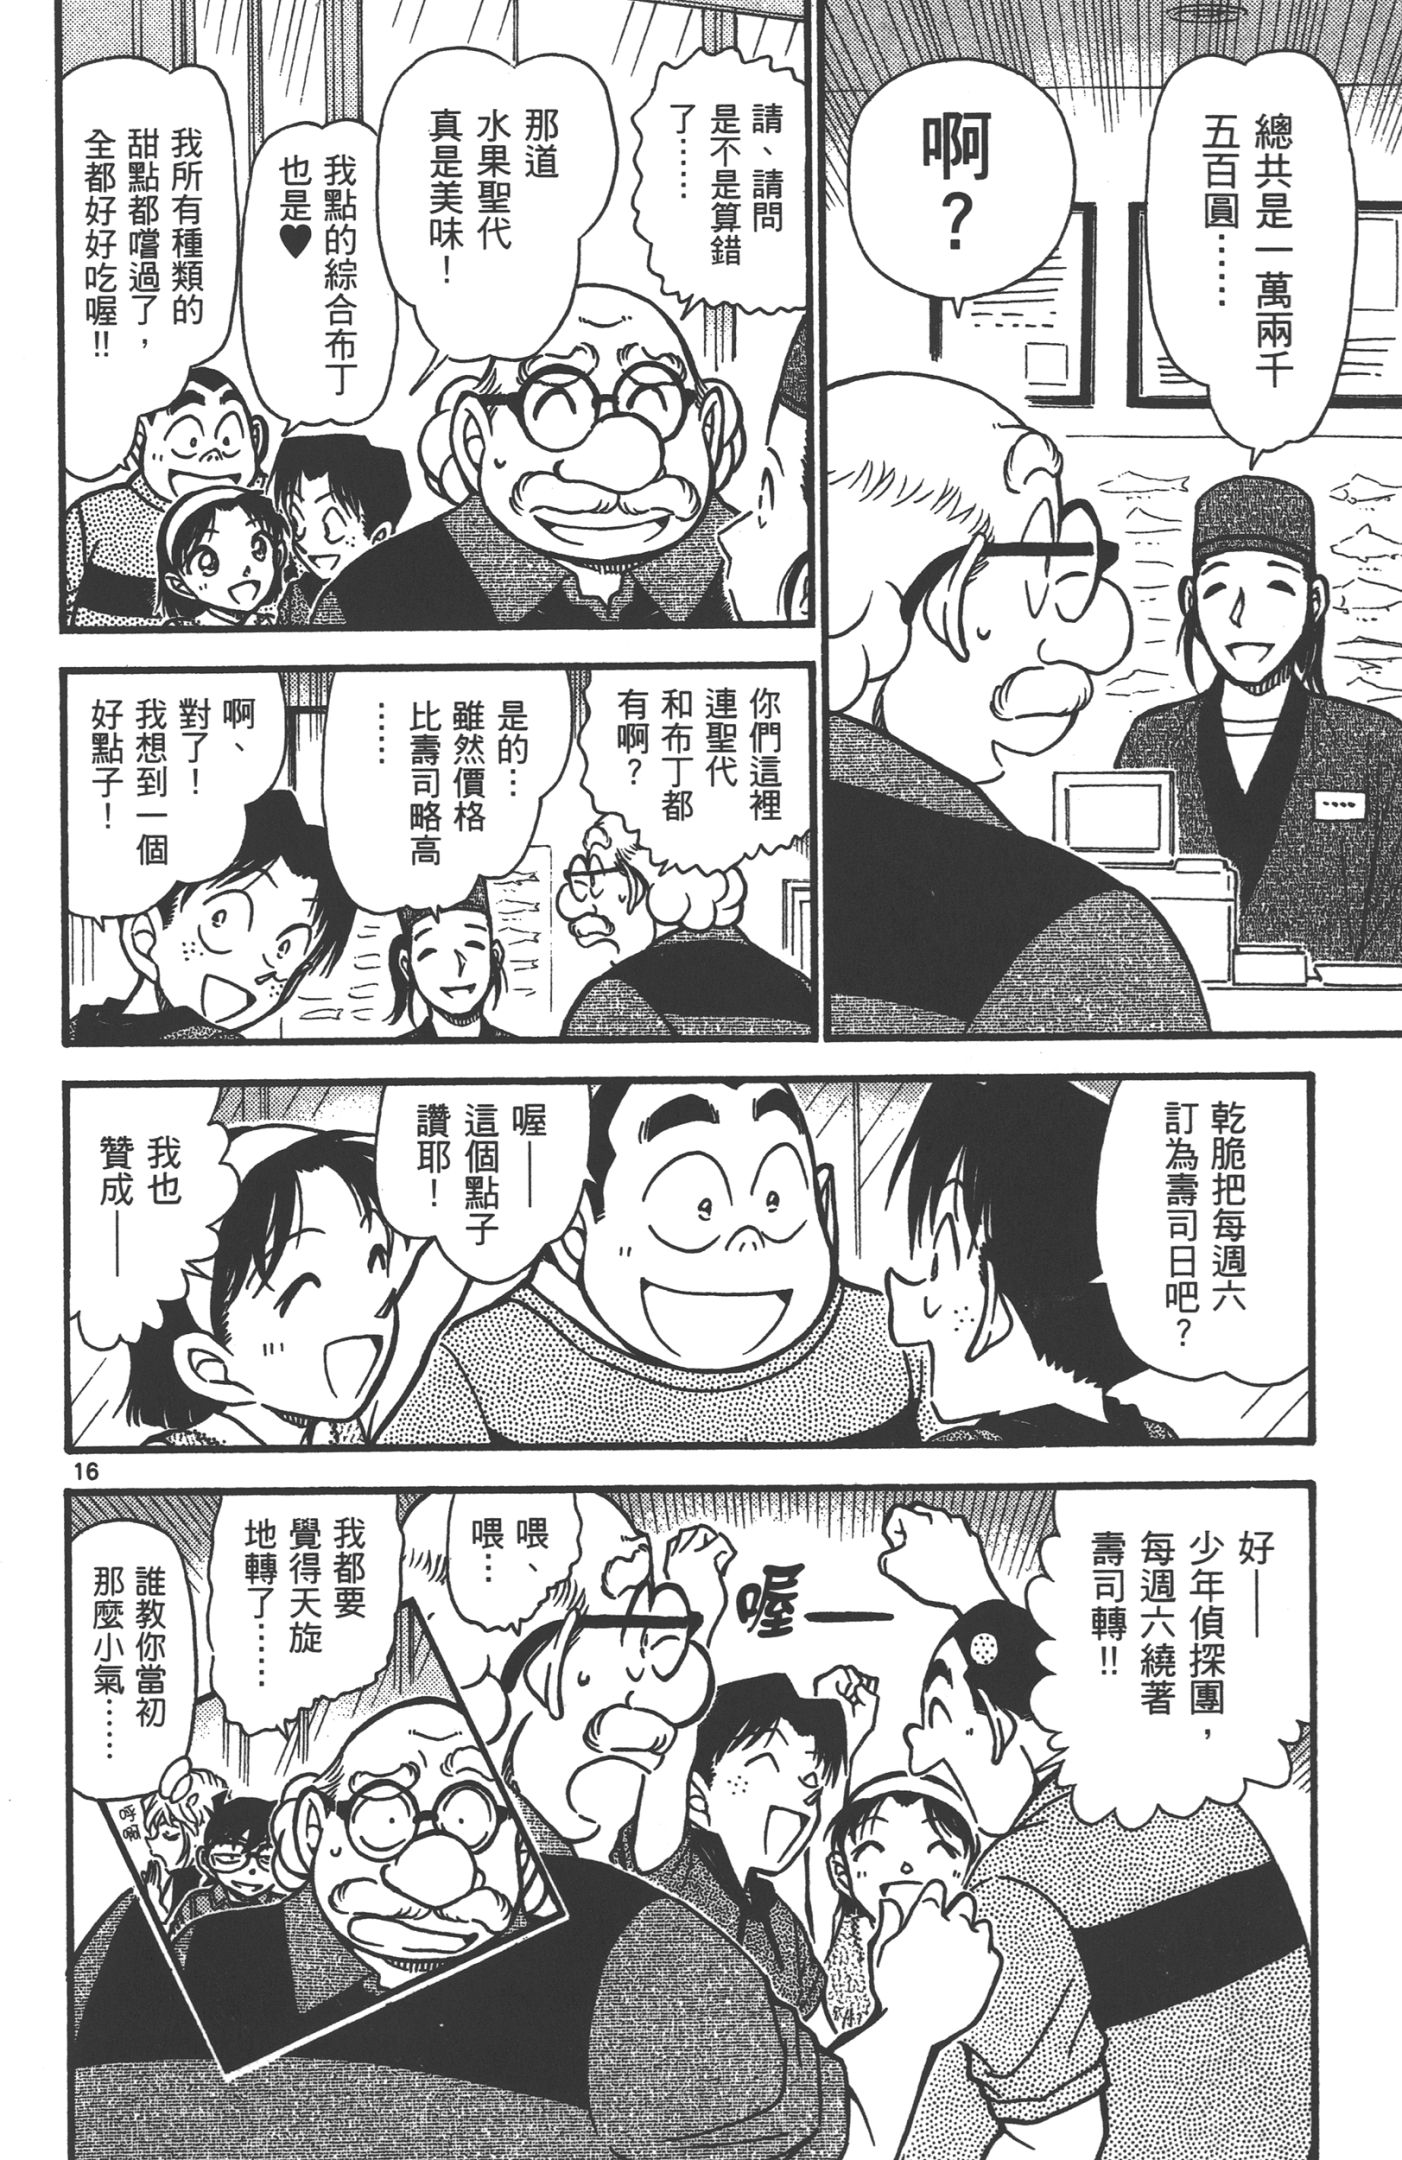 總共是一萬兩千
五百圓……
啊？
請、請問
是不是算錯
了……
那道
水果聖代
真是美味！
我點的綜合布丁
也是♥
我所有種類的
甜點都嚐過了，
全都好好吃喔!!
你們這裡
連聖代
和布丁都
有啊？
是的…
雖然價格
比壽司略高
……
啊、
對了！
我想到一個
好點子！
乾脆把每週六
訂為壽司日吧？
喔——
這個點子
讚耶！
我也
贊成——
16
好——
少年偵探團，
每週六繞著
壽司轉!!
喔——
喂、
喂…
我都要
覺得天旋
地轉了……
誰教你當初
那麼小氣……
呼啊